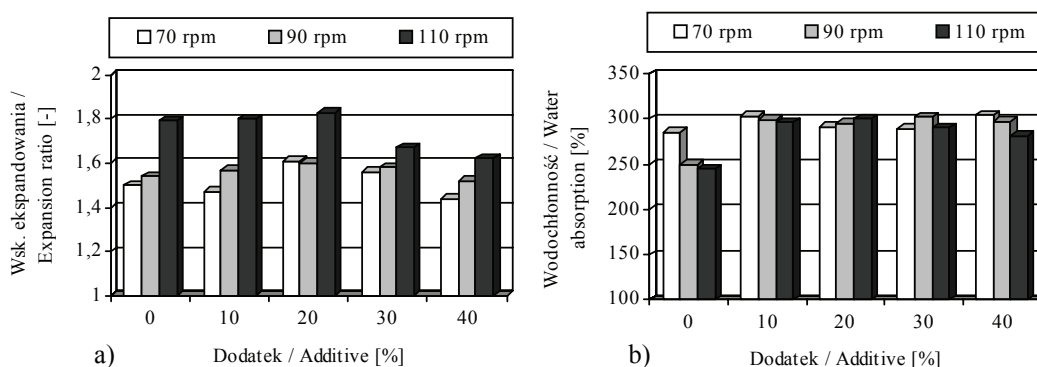 70 rpm 90 rpm 110 rpm
Wsk. ekspandowania /
Expansion ratio [-]
2
1,8
1,6
1,4
1,2
1
0 10 20 30 40
a) Dodatek / Additive [%]
70 rpm 90 rpm 110 rpm
Wodochłonność / Water
absorption [%]
350
300
250
200
150
100
0 10 20 30 40
b) Dodatek / Additive [%]